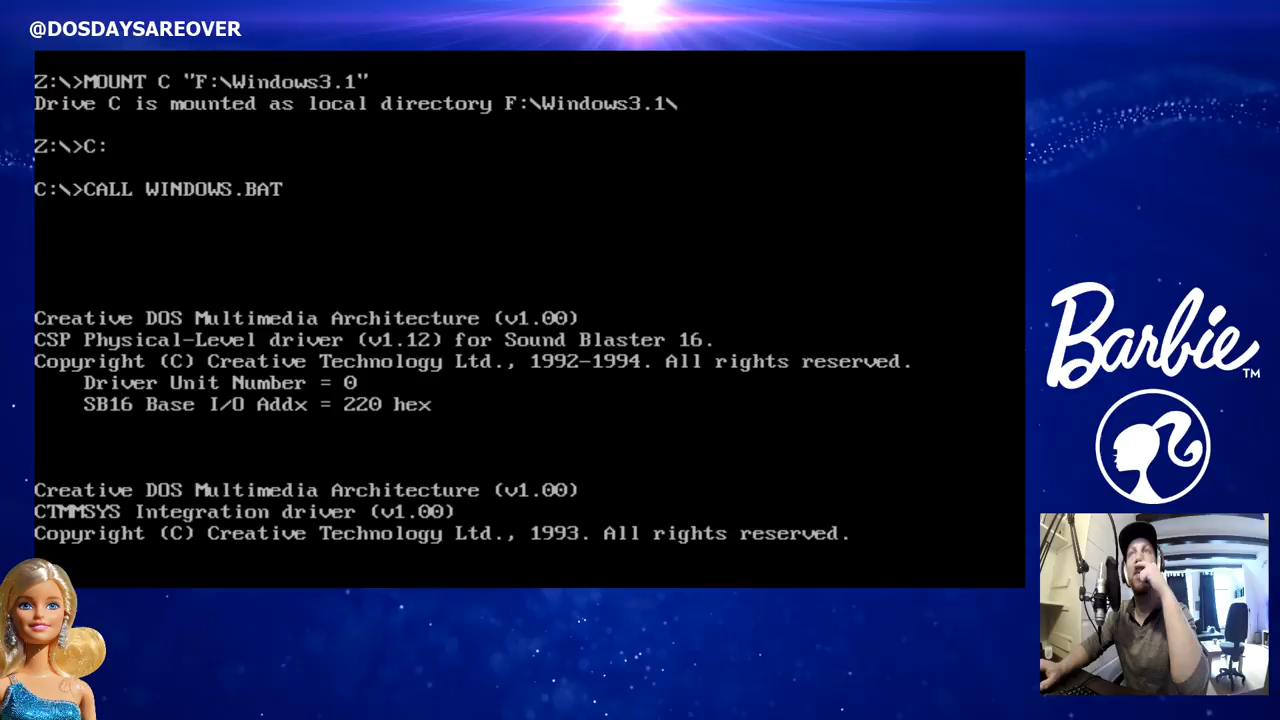 @DOSDAYSAREOVER
Z:\>MOUNT C "F:\Windows3.1"
Drive C is mounted as local directory F:\Windows3.1\
Z:\>C:
C:\>CALL WINDOWS.BAT
Creative DOS Multimedia Architecture (v1.00)
CSP Physical-Level driver (v1.12) for Sound Blaster 16.
Copyright (C) Creative Technology Ltd., 1992-1994. All rights reserved.
Driver Unit Number = 0
SB16 Base I/O Addx = 220 hex
Creative DOS Multimedia Architecture (v1.00)
CTMMSYS Integration driver (v1.00)
Copyright (C) Creative Technology Ltd., 1993. All rights reserved.
Barbie TM